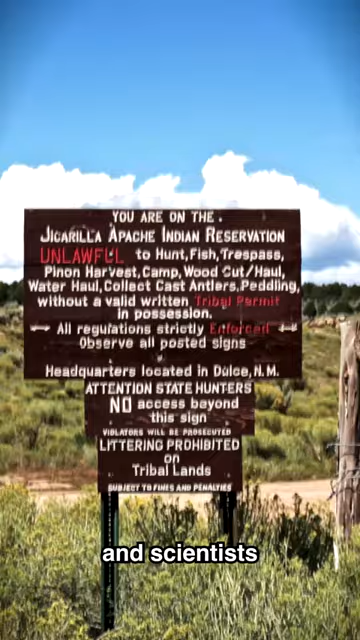 YOU ARE ON THE
JICARILLA APACHE INDIAN RESERVATION
UNLAWFUL to Hunt, Fish, Trespass,
Pinon Harvest, Camp, Wood Cut/Haul,
Water Haul, Collect Cast Antlers, Peddling,
without a valid written Tribal Permit
in possession.
All regulations strictly Enforced
Observe all posted signs
Headquarters located in Dulce, N.M.
ATTENTION STATE HUNTERS
NO access beyond
this sign
VIOLATORS WILL BE PROSECUTED
LITTERING PROHIBITED
on
Tribal Lands
SUBJECT TO FINES AND PENALTIES
and scientists